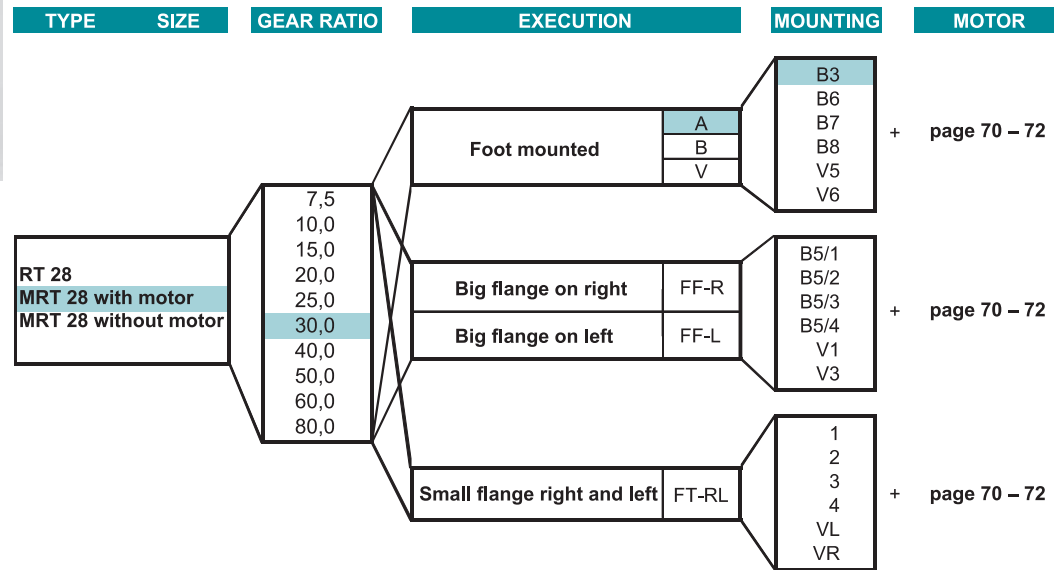 TYPE SIZE GEAR RATIO EXECUTION MOUNTING MOTOR
RT 28
MRT 28 with motor
MRT 28 without motor
7,5
10,0
15,0
20,0
25,0
30,0
40,0
50,0
60,0
80,0
Foot mounted
A
B
V
B3
B6
B7
B8
V5
V6
+ page 70 – 72
Big flange on right FF-R
Big flange on left FF-L
B5/1
B5/2
B5/3
B5/4
V1
V3
+ page 70 – 72
Small flange right and left FT-RL
1
2
3
4
VL
VR
+ page 70 – 72